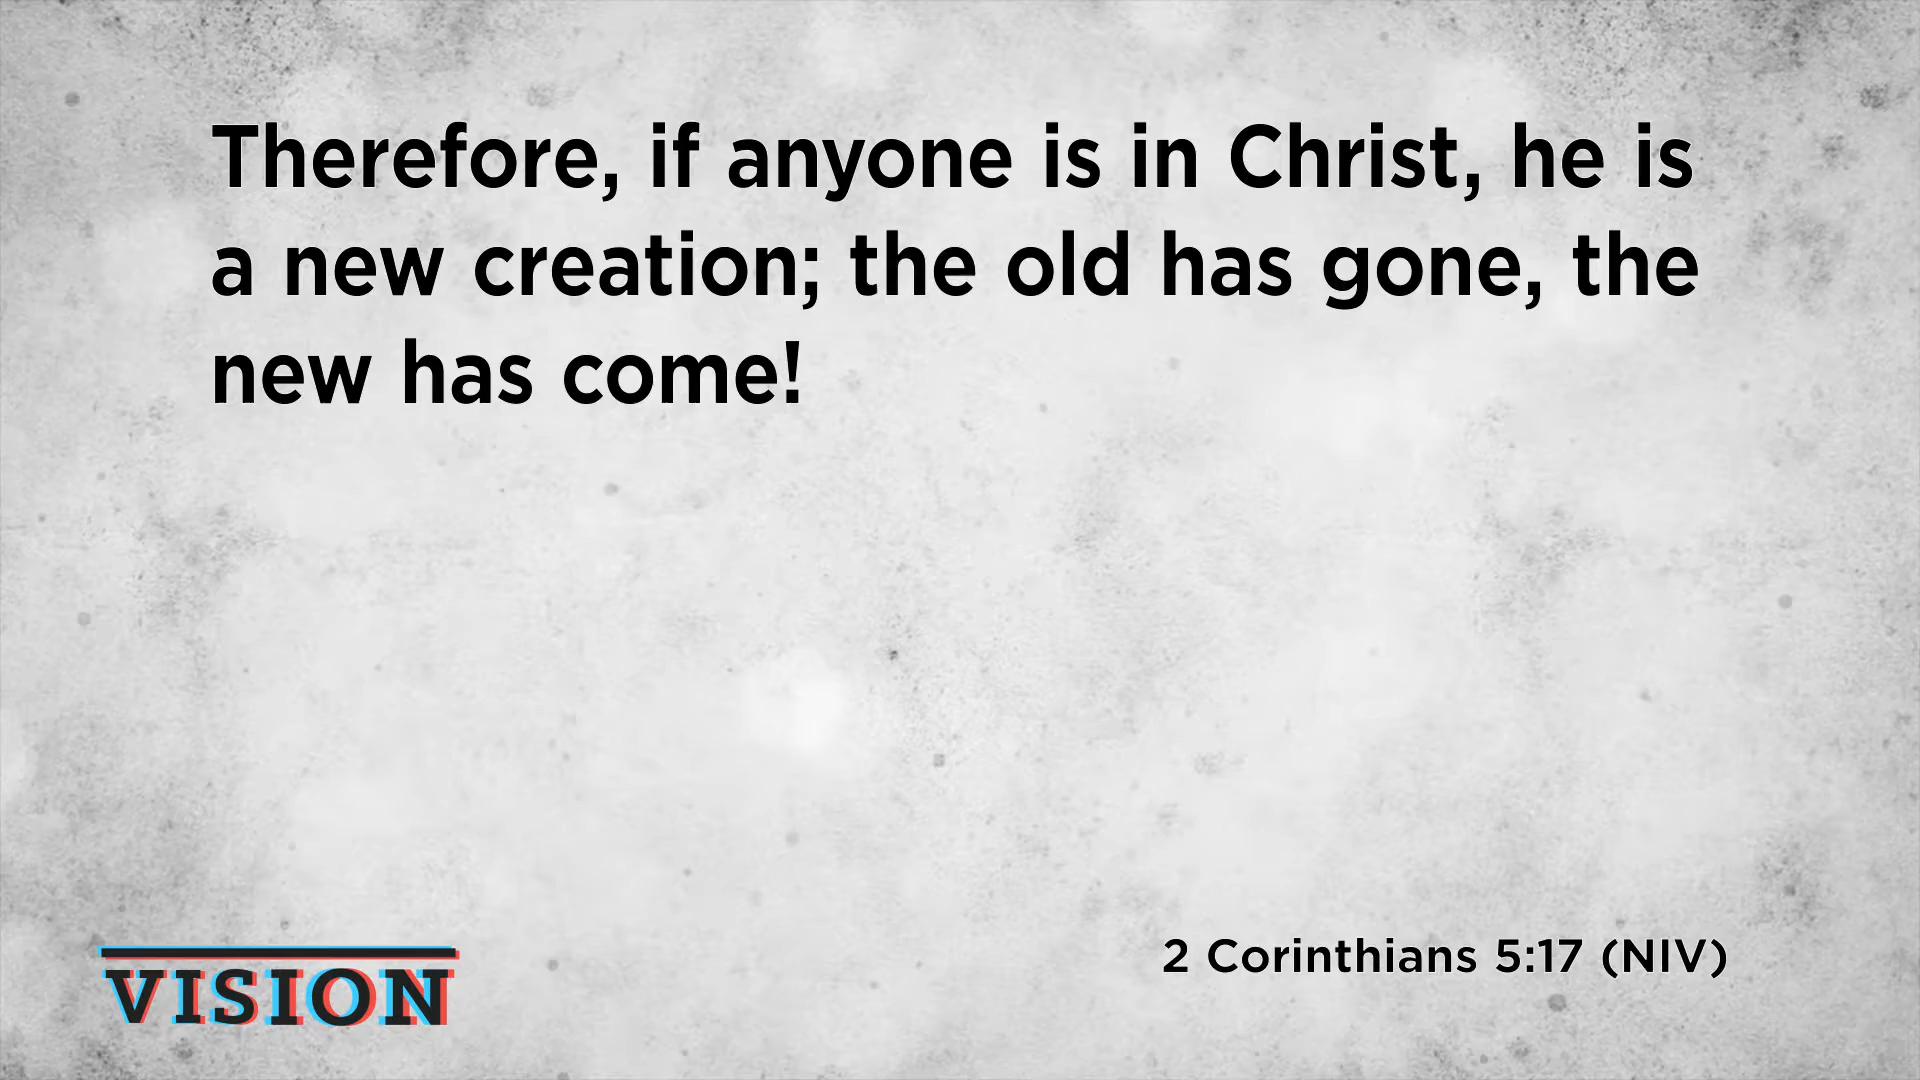 Therefore, if anyone is in Christ, he is
a new creation; the old has gone, the
new has come!
2 Corinthians 5:17 (NIV)
VISION